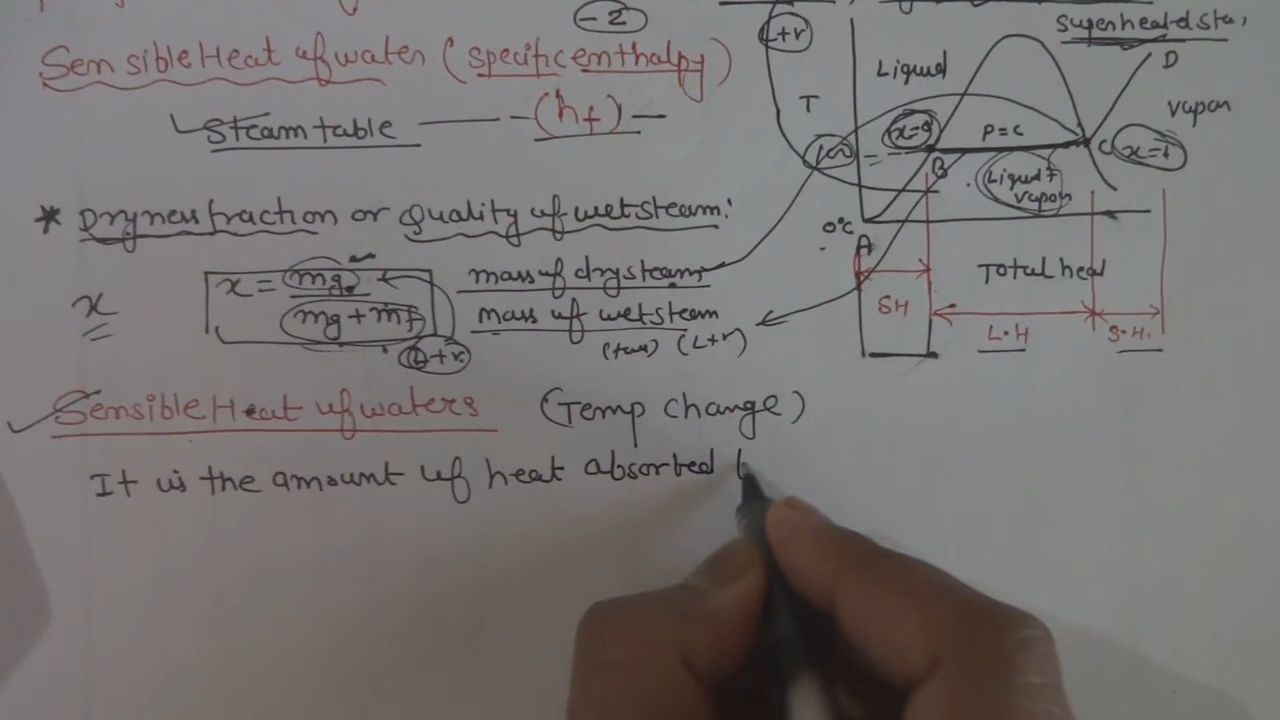 - 2
L+r
Superheated sta,
Sensible Heat of water (specific enthalpy)
Liquid
D
T
vapour
Steam table - (hf) -
x=0
P=C
100
C
x=1
B
Liquid+
vapour
* Dryness fraction or quality of wet steam:
0°C
A
x = mg
mass of dry steam
Total heat
x
mg + mf
mass of wet steam
SH
L.H
S.H.
(L+r)
L+r.
Sensible Heat of waters (Temp change)
It is the amount of heat absorbed